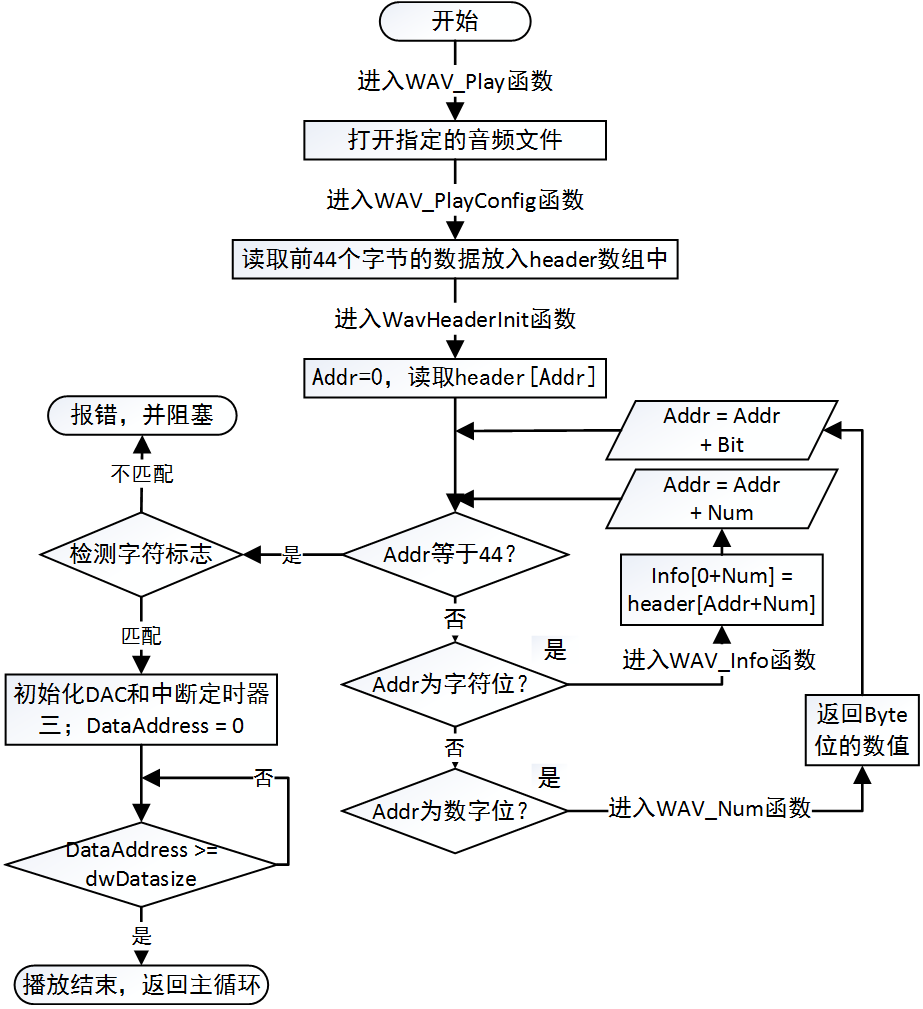 开始
进入WAV_Play函数
打开指定的音频文件
进入WAV_PlayConfig函数
读取前44个字节的数据放入header数组中
进入WavHeaderInit函数
Addr=0，读取header[Addr]
报错，并阻塞
Addr = Addr
+ Bit
不匹配
Addr = Addr
+ Num
检测字符标志
是
Addr等于44？
Info[0+Num] =
header[Addr+Num]
否
匹配
是
进入WAV_Info函数
初始化DAC和中断定时器
三；DataAddress = 0
Addr为字符位？
返回Byte
位的数值
否
否
是
Addr为数字位？
进入WAV_Num函数
DataAddress >=
dwDatasize
是
播放结束，返回主循环